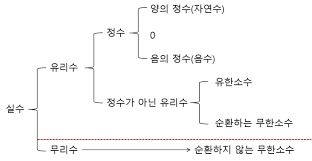 양의 정수(자연수)
정수
0
음의 정수(음수)
유리수
유한소수
정수가 아닌 유리수
실수
순환하는 무한소수
무리수
순환하지 않는 무한소수